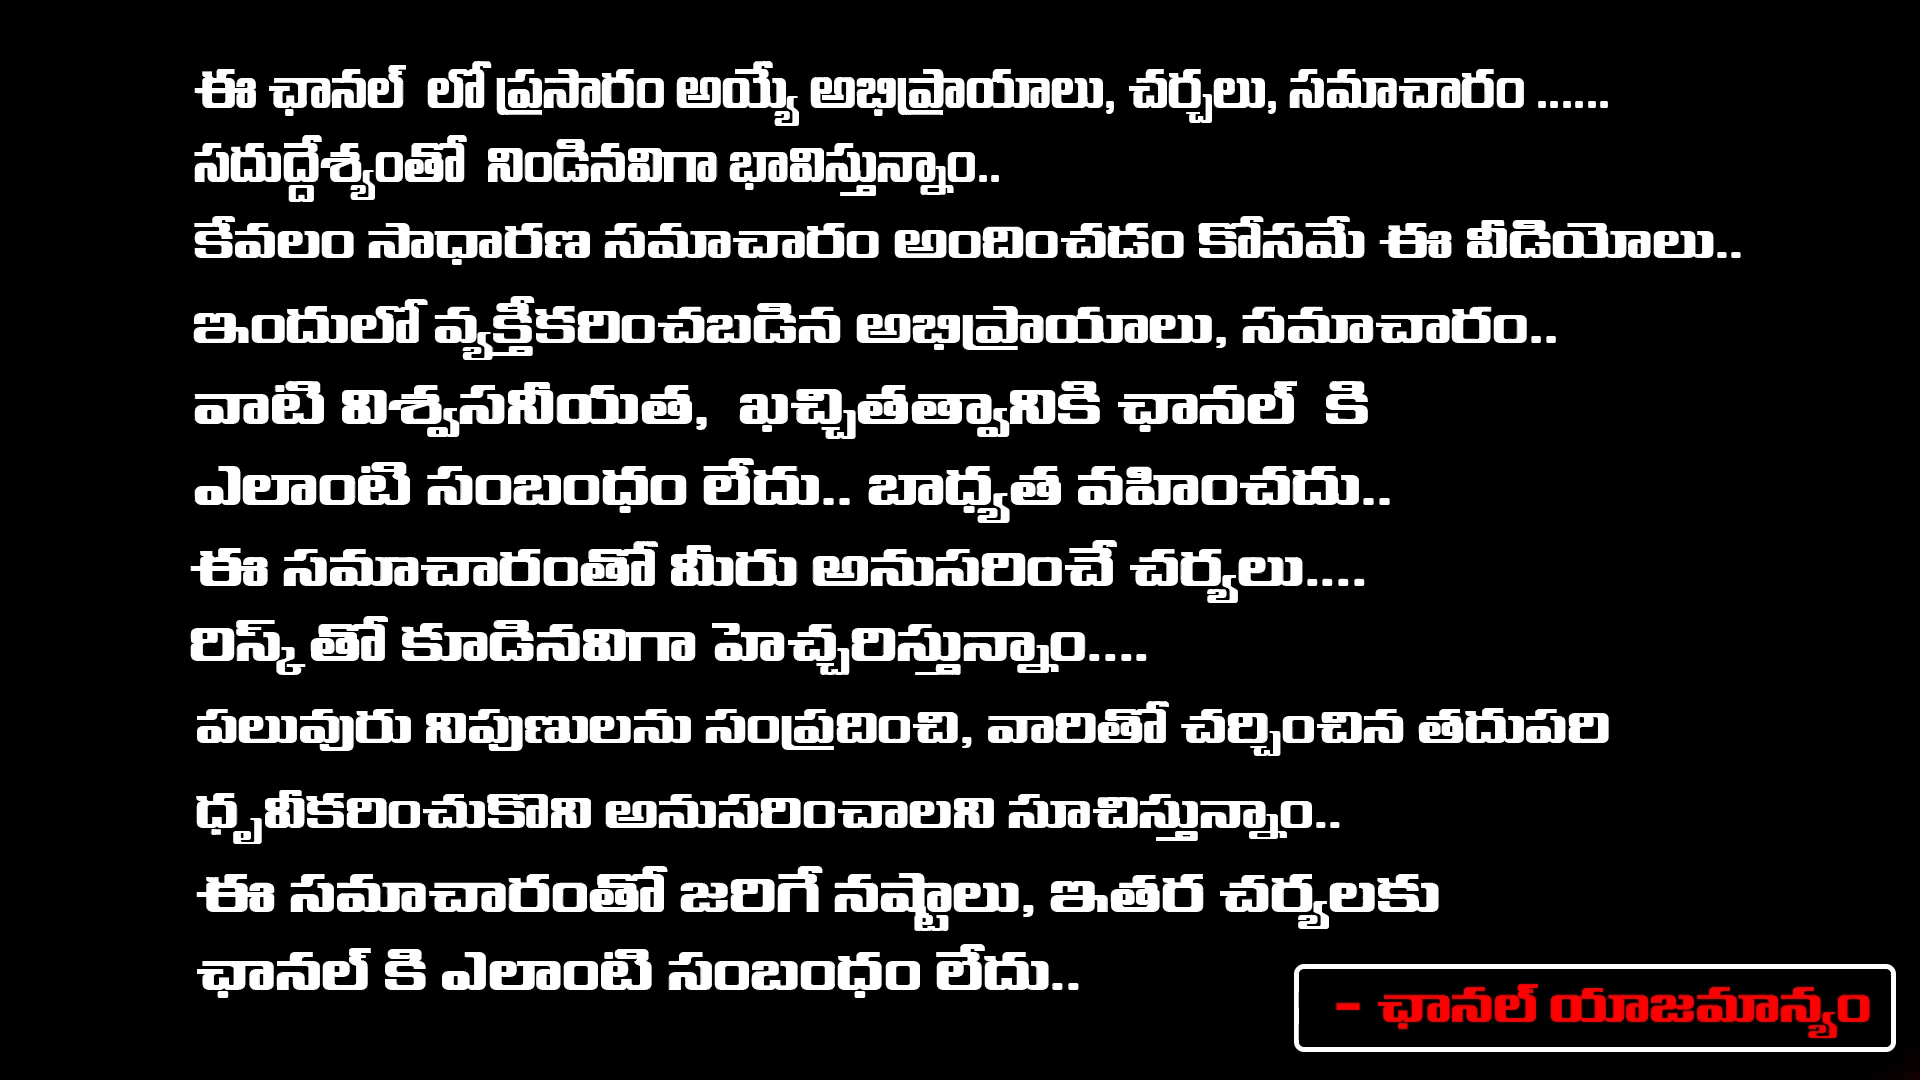 ఈ ఛానల్ లో ప్రసారం అయ్యే అభిప్రాయాలు, చర్చలు, సమాచారం ......
సదుద్దేశ్యంతో నిండినవిగా భావిస్తున్నాం..
కేవలం సాధారణ సమాచారం అందించడం కోసమే ఈ వీడియోలు..
ఇందులో వ్యక్తీకరించబడిన అభిప్రాయాలు, సమాచారం..
వాటి విశ్వసనీయత, ఖచ్చితత్వానికి ఛానల్ కి
ఎలాంటి సంబంధం లేదు.. బాధ్యత వహించదు..
ఈ సమాచారంతో మీరు అనుసరించే చర్యలు....
రిస్క్ తో కూడినవిగా హెచ్చరిస్తున్నాం....
పలువురు నిపుణులను సంప్రదించి, వారితో చర్చించిన తదుపరి
ధృవీకరించుకొని అనుసరించాలని సూచిస్తున్నాం..
ఈ సమాచారంతో జరిగే నష్టాలు, ఇతర చర్యలకు
ఛానల్ కి ఎలాంటి సంబంధం లేదు..
- ఛానల్ యాజమాన్యం